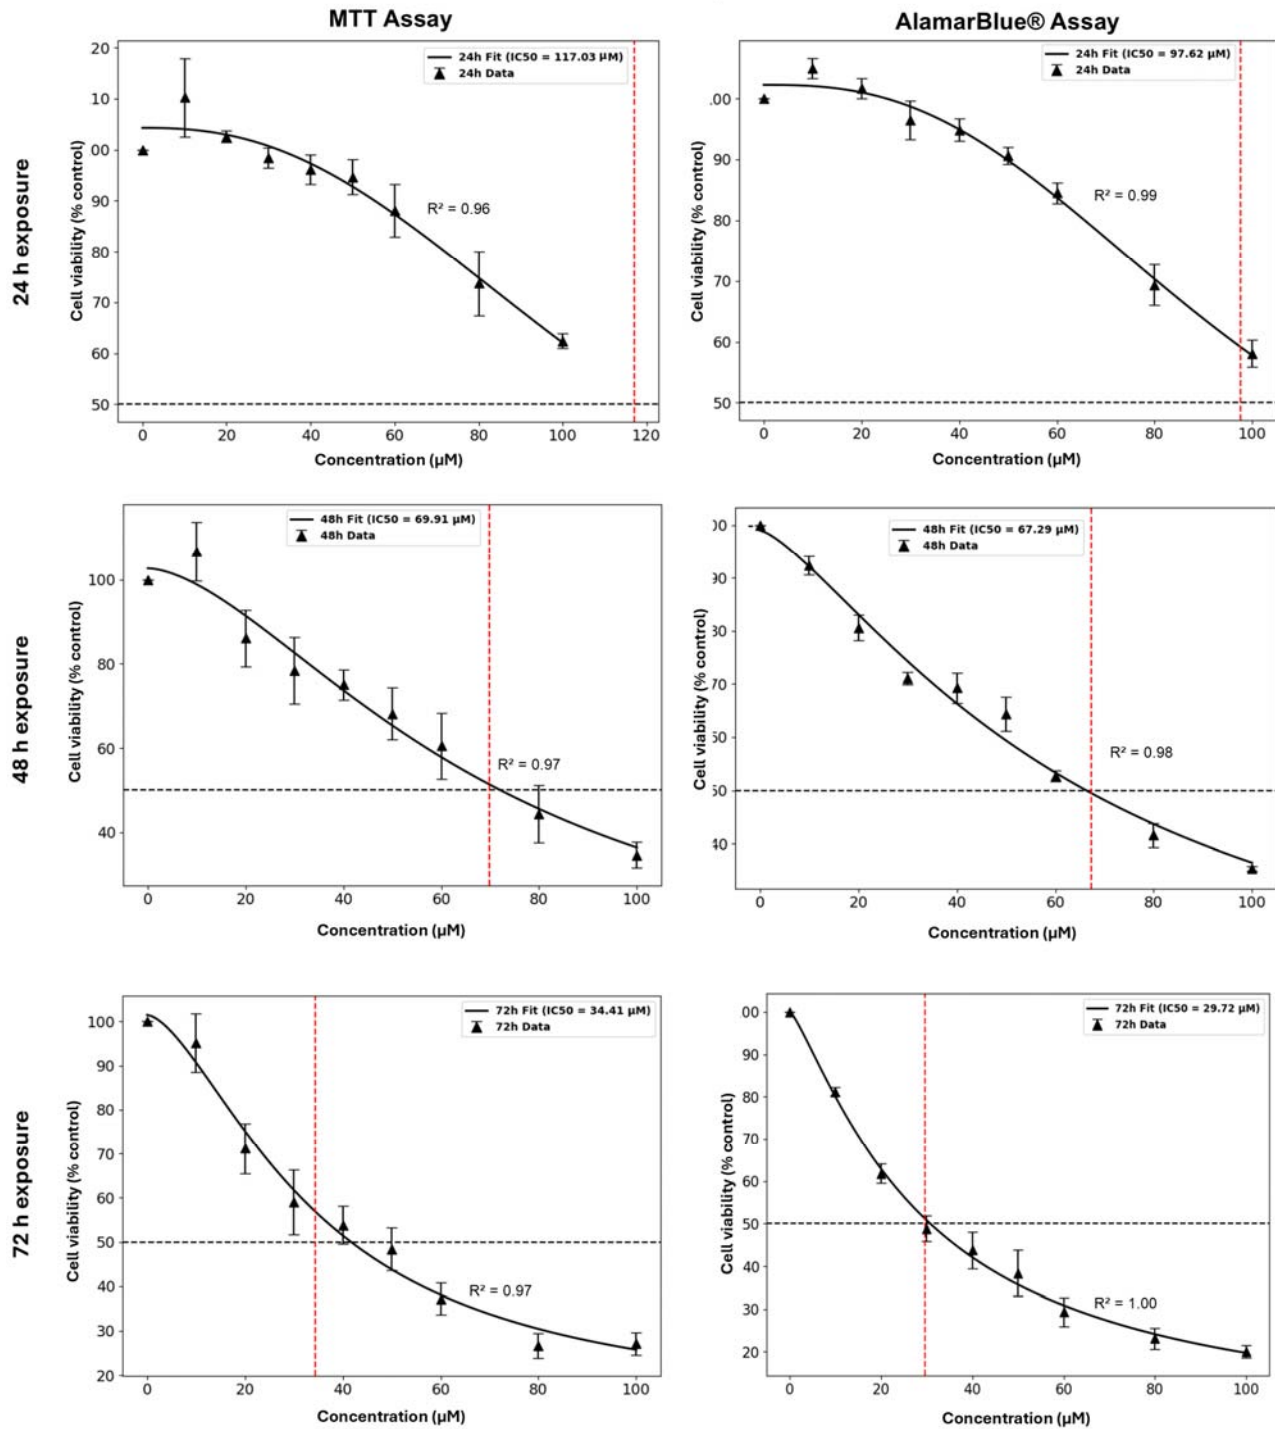 MTT Assay
AlamarBlue® Assay
24 h exposure
Cell viability (% control)
20
10
00
90
80
70
60
50
24h Fit (IC50 = 117.03 µM)
24h Data
R² = 0.96
0 20 40 60 80 100 120
Concentration (µM)
Cell viability (% control)
.00
90
80
70
60
50
24h Fit (IC50 = 97.62 µM)
24h Data
R² = 0.99
0 20 40 60 80 100
Concentration (µM)
48 h exposure
Cell viability (% control)
100
80
60
40
48h Fit (IC50 = 69.91 µM)
48h Data
R² = 0.97
0 20 40 60 80 100
Concentration (µM)
Cell viability (% control)
00
90
80
70
60
50
40
48h Fit (IC50 = 67.29 µM)
48h Data
R² = 0.98
0 20 40 60 80 100
Concentration (µM)
72 h exposure
Cell viability (% control)
100
90
80
70
60
50
40
30
20
72h Fit (IC50 = 34.41 µM)
72h Data
R² = 0.97
0 20 40 60 80 100
Concentration (µM)
Cell viability (% control)
00
90
80
70
60
50
40
30
20
72h Fit (IC50 = 29.72 µM)
72h Data
R² = 1.00
0 20 40 60 80 100
Concentration (µM)